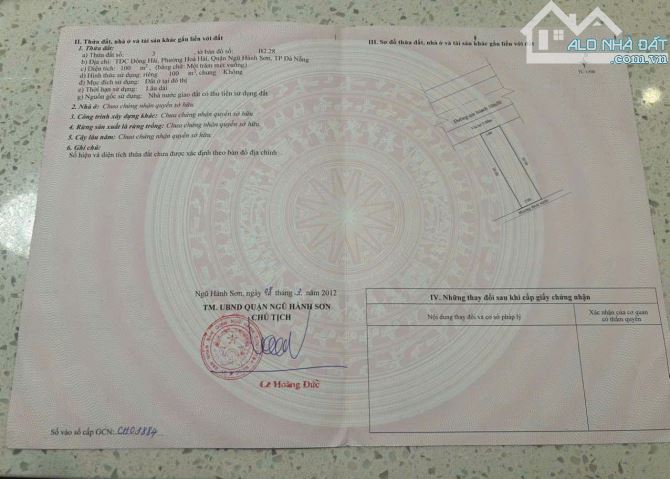 II. Thửa đất, nhà ở và tài sản khác gắn liền với đất
1. Thửa đất:
a) Thửa đất số: 3 , tờ bản đồ số: B2.28
b) Địa chỉ: TDC Đông Hải, Phường Hoà Hải, Quận Ngũ Hành Sơn, TP Đà Nẵng
c) Diện tích: 100 m², (bằng chữ: Một trăm mét vuông)
d) Hình thức sử dụng: riêng 100 m², chung Không
đ) Mục đích sử dụng: Đất ở tại đô thị
e) Thời hạn sử dụng: Lâu dài
g) Nguồn gốc sử dụng: Nhà nước giao đất có thu tiền sử dụng đất
2. Nhà ở: Chưa chứng nhận quyền sở hữu
3. Công trình xây dựng khác: Chưa chứng nhận quyền sở hữu
4. Rừng sản xuất là rừng trồng: Chưa chứng nhận quyền sở hữu
5. Cây lâu năm: Chưa chứng nhận quyền sở hữu
6. Ghi chú:
Số hiệu và diện tích thửa đất chưa được xác định theo bản đồ địa chính
Ngũ Hành Sơn, ngày 08 tháng 2 năm 2012
TM. UBND QUẬN NGŨ HÀNH SƠN
CHỦ TỊCH
Lê Hoàng Đức
Số vào sổ cấp GCN: CH03884
ALO NHÀ ĐẤT
III. Sơ đồ thửa đất, nhà ở và tài sản khác gắn liền với đất
IV. Những thay đổi sau khi cấp giấy chứng nhận
Nội dung thay đổi và cơ sở pháp lý
Xác nhận của cơ quan
có thẩm quyền